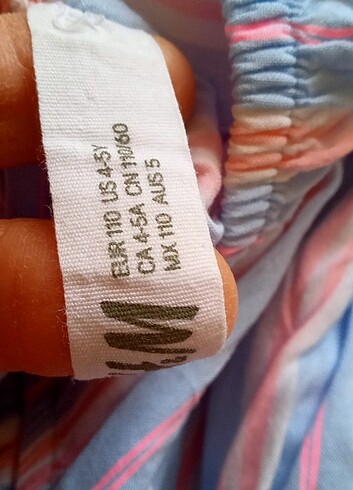 H&M
EUR 110 US 4-5Y
CA 4-5A CN 110/60
MX 110 AUS 5